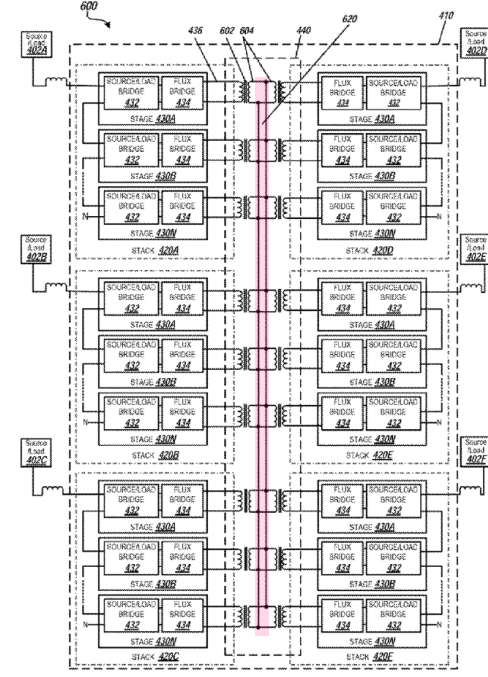 600
Source
/Load
402A
436
602
604
440
620
410
Source
/Load
402D
SOURCE/LOAD
BRIDGE
432
FLUX
BRIDGE
434
STAGE 430A
FLUX
BRIDGE
434
SOURCE/LOAD
BRIDGE
432
STAGE 430A
SOURCE/LOAD
BRIDGE
432
FLUX
BRIDGE
434
STAGE 430B
FLUX
BRIDGE
434
SOURCE/LOAD
BRIDGE
432
STAGE 430B
SOURCE/LOAD
BRIDGE
432
FLUX
BRIDGE
434
N
STAGE 430N
STACK 420A
FLUX
BRIDGE
434
SOURCE/LOAD
BRIDGE
432
N
STAGE 430N
STACK 420D
Source
/Load
402B
Source
/Load
402E
SOURCE/LOAD
BRIDGE
432
FLUX
BRIDGE
434
STAGE 430A
FLUX
BRIDGE
434
SOURCE/LOAD
BRIDGE
432
STAGE 430A
SOURCE/LOAD
BRIDGE
432
FLUX
BRIDGE
434
STAGE 430B
FLUX
BRIDGE
434
SOURCE/LOAD
BRIDGE
432
STAGE 430B
SOURCE/LOAD
BRIDGE
432
FLUX
BRIDGE
434
N
STAGE 430N
STACK 420B
FLUX
BRIDGE
434
SOURCE/LOAD
BRIDGE
432
N
STAGE 430N
STACK 420E
Source
/Load
402C
Source
/Load
402F
SOURCE/LOAD
BRIDGE
432
FLUX
BRIDGE
434
STAGE 430A
FLUX
BRIDGE
434
SOURCE/LOAD
BRIDGE
432
STAGE 430A
SOURCE/LOAD
BRIDGE
432
FLUX
BRIDGE
434
STAGE 430B
FLUX
BRIDGE
434
SOURCE/LOAD
BRIDGE
432
STAGE 430B
SOURCE/LOAD
BRIDGE
432
FLUX
BRIDGE
434
N
STAGE 430N
STACK 420C
FLUX
BRIDGE
434
SOURCE/LOAD
BRIDGE
432
N
STAGE 430N
STACK 420F